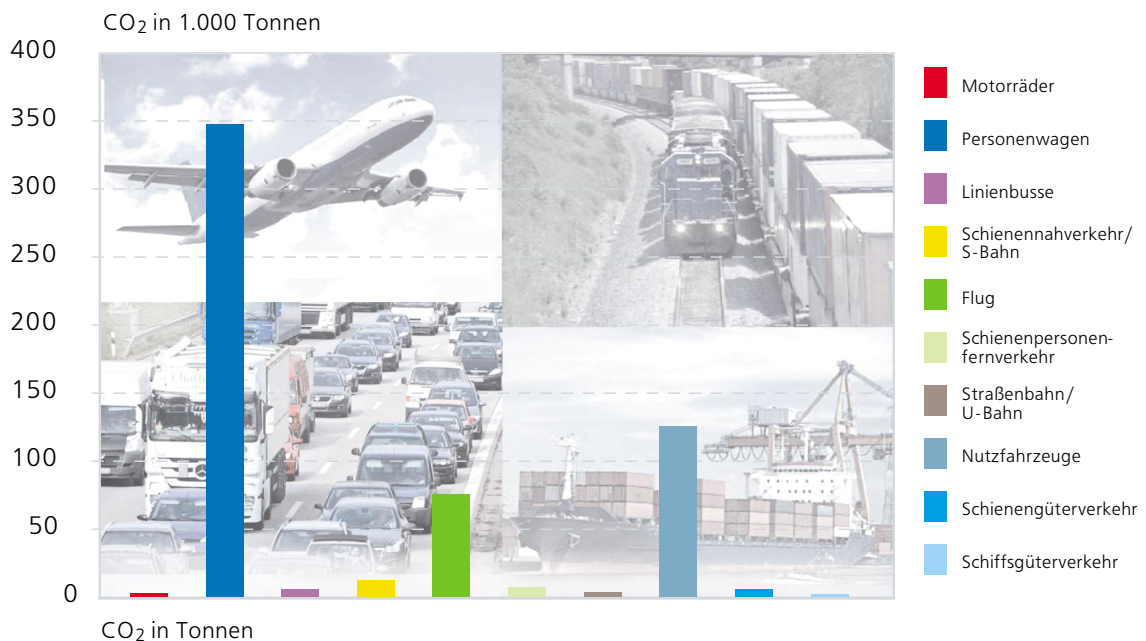 CO2 in 1.000 Tonnen
400
350
300
250
200
150
100
50
0
CO2 in Tonnen
Motorräder
Personenwagen
Linienbusse
Schienennahverkehr/
S-Bahn
Flug
Schienenpersonen-
fernverkehr
Straßenbahn/
U-Bahn
Nutzfahrzeuge
Schienengüterverkehr
Schiffsgüterverkehr